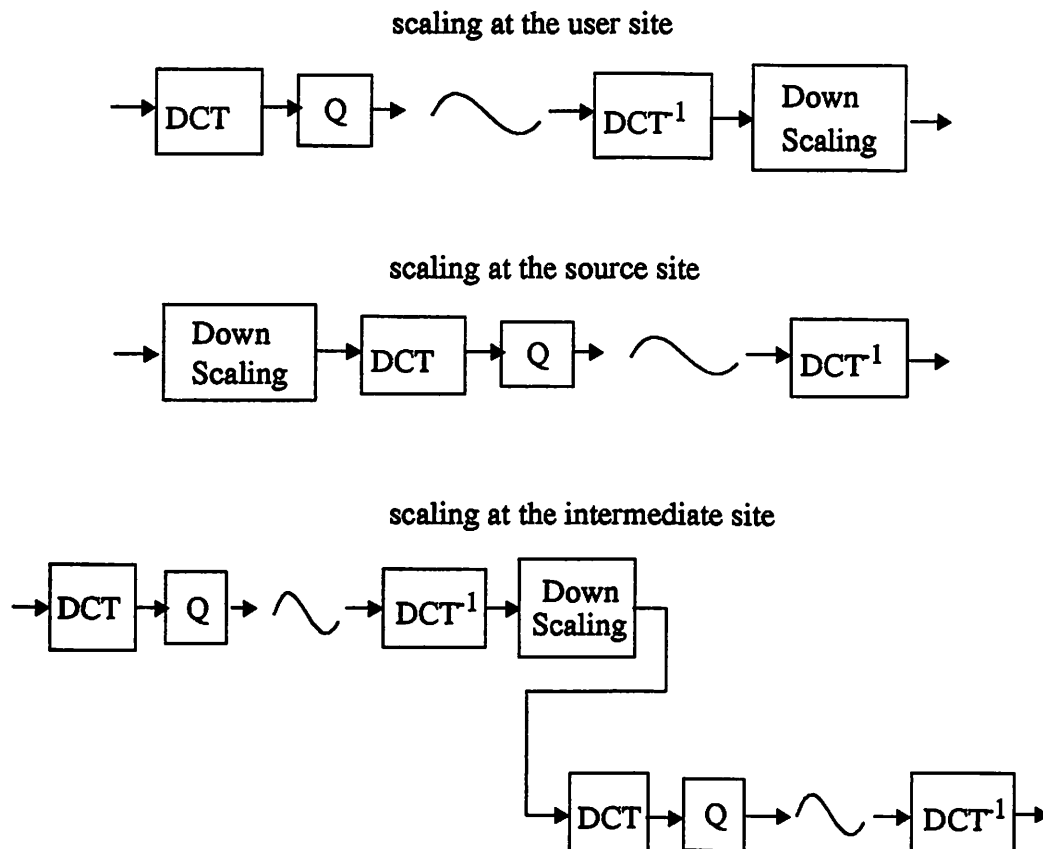 scaling at the user site
DCT Q DCT-1 Down
Scaling
scaling at the source site
Down
Scaling DCT Q DCT-1
scaling at the intermediate site
DCT Q DCT-1 Down
Scaling
DCT Q DCT-1